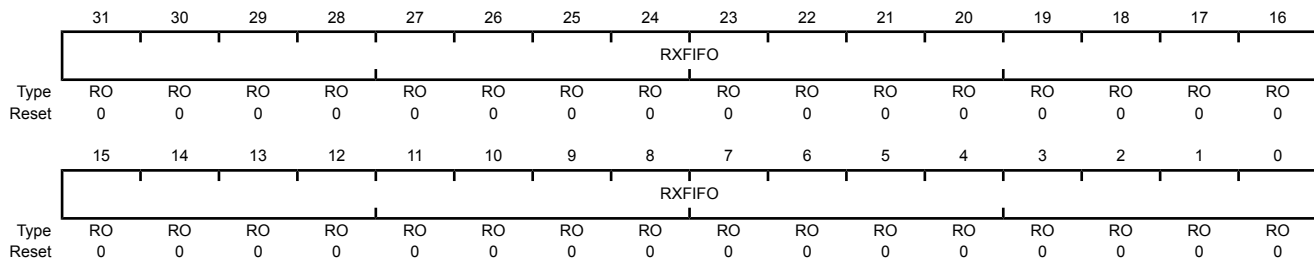 31 30 29 28 27 26 25 24 23 22 21 20 19 18 17 16
RXFIFO
Type RO RO RO RO RO RO RO RO RO RO RO RO RO RO RO RO
Reset 0 0 0 0 0 0 0 0 0 0 0 0 0 0 0 0
15 14 13 12 11 10 9 8 7 6 5 4 3 2 1 0
RXFIFO
Type RO RO RO RO RO RO RO RO RO RO RO RO RO RO RO RO
Reset 0 0 0 0 0 0 0 0 0 0 0 0 0 0 0 0